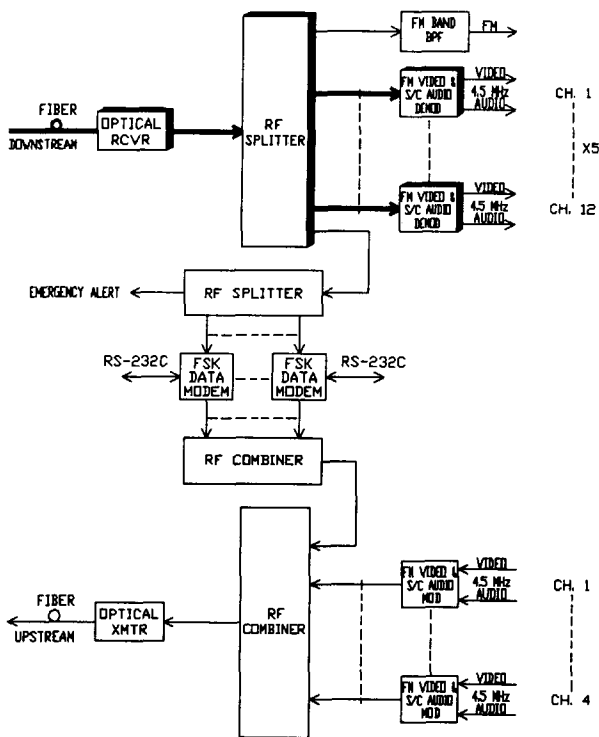 FM BAND
BPF
FM
FM VIDEO &
S/C AUDIO
DEMOD
VIDEO
4.5 MHz
AUDIO
CH. 1
FIBER
DOWNSTREAM
OPTICAL
RCVR
RF
SPLITTER
X5
FM VIDEO &
S/C AUDIO
DEMOD
VIDEO
4.5 MHz
AUDIO
CH. 12
EMERGENCY ALERT
RF SPLITTER
RS-232C
FSK
DATA
MODEM
FSK
DATA
MODEM
RS-232C
RF COMBINER
FM VIDEO &
S/C AUDIO
MOD
VIDEO
4.5 MHz
AUDIO
CH. 1
FIBER
UPSTREAM
OPTICAL
XMTR
RF
COMBINER
FM VIDEO &
S/C AUDIO
MOD
VIDEO
4.5 MHz
AUDIO
CH. 4